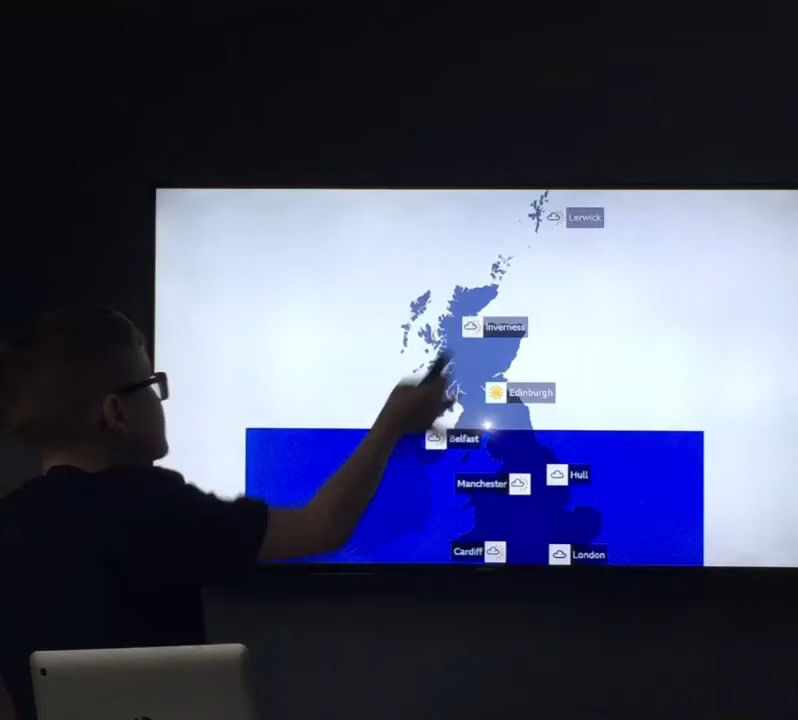 Lerwick
Inverness
Edinburgh
Belfast
Manchester
Hull
Cardiff
London